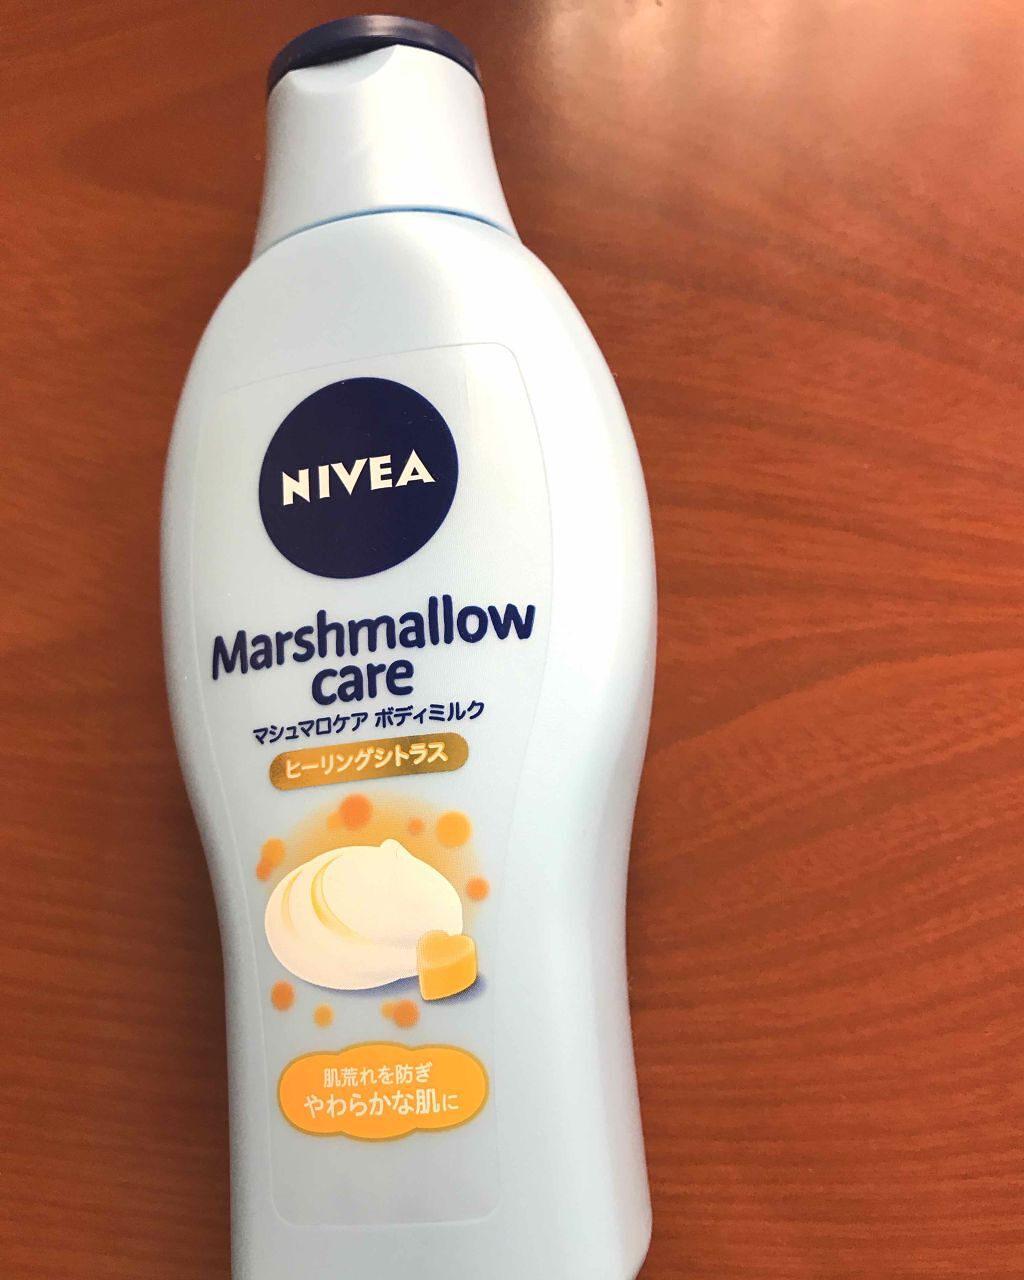 NIVEA
Marshmallow
care
マシュマロケア ボディミルク
ヒーリングシトラス
肌荒れを防ぎ
やわらかな肌に